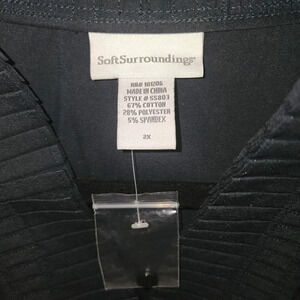 SoftSurroundings
RN# 101206
MADE IN CHINA
STYLE # 55803
67% COTTON
28% POLYESTER
5% SPANDEX
2X